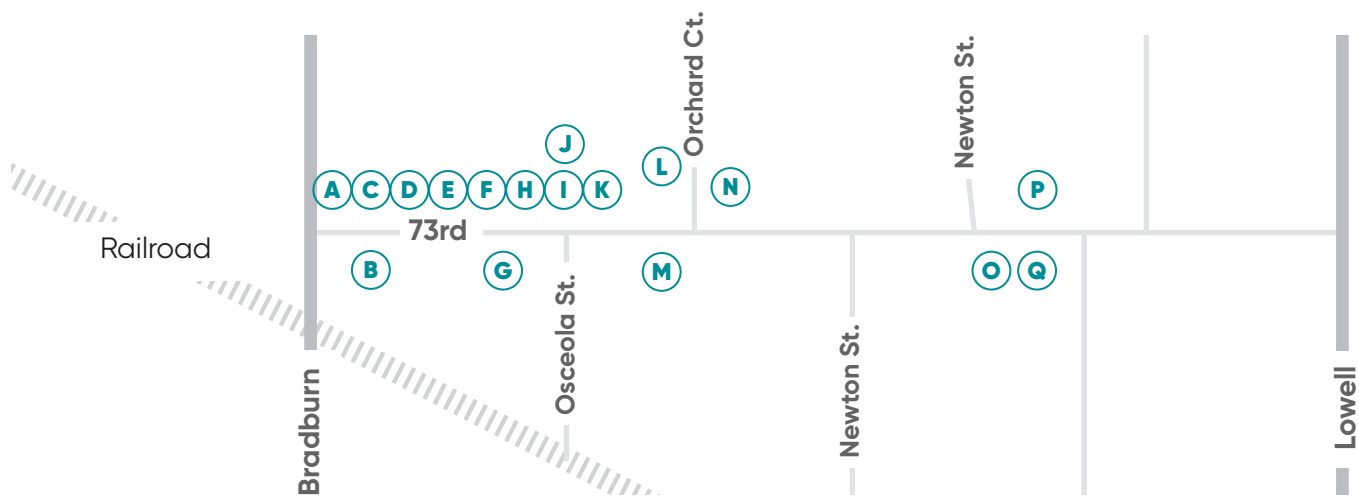 Orchard Ct.
Newton St.
J
L
A C D E F H I K
N
P
73rd
Railroad
B
G
M
O
Q
Osceola St.
Newton St.
Bradburn
Lowell